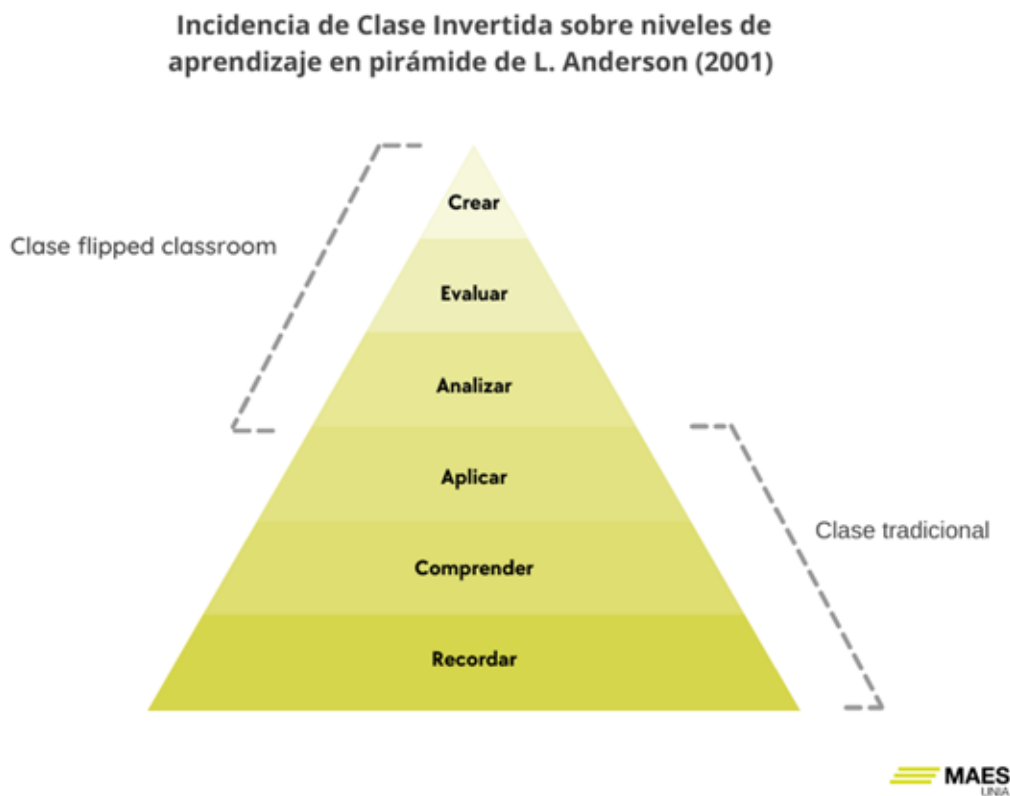 Incidencia de Clase Invertida sobre niveles de
aprendizaje en pirámide de L. Anderson (2001)
Crear
Clase flipped classroom
Evaluar
Analizar
Aplicar
Clase tradicional
Comprender
Recordar
MAES
UNIA